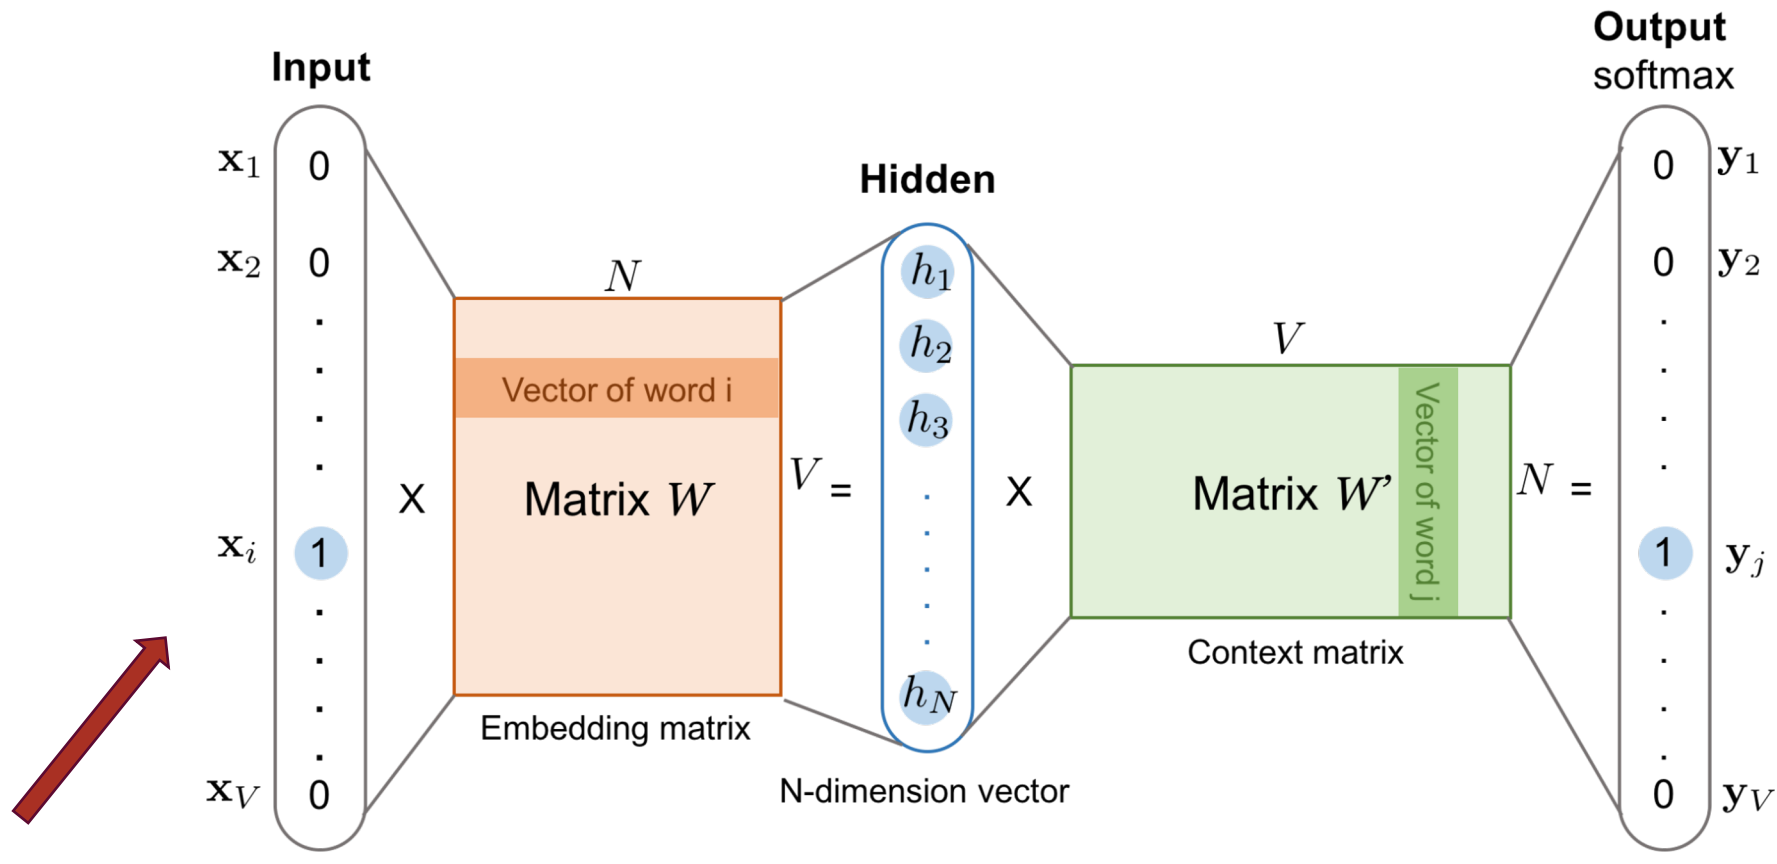 Input
x1 0
x2 0
.
.
.
.
xi 1
.
.
.
.
xV 0
X
N
Vector of word i
Matrix W
V =
Embedding matrix
Hidden
h1
h2
h3
.
.
.
.
.
hN
N-dimension vector
X
V
Matrix W’
Vector of word j
N =
Context matrix
Output
softmax
0 y1
0 y2
.
.
.
.
1 yj
.
.
.
.
0 yV